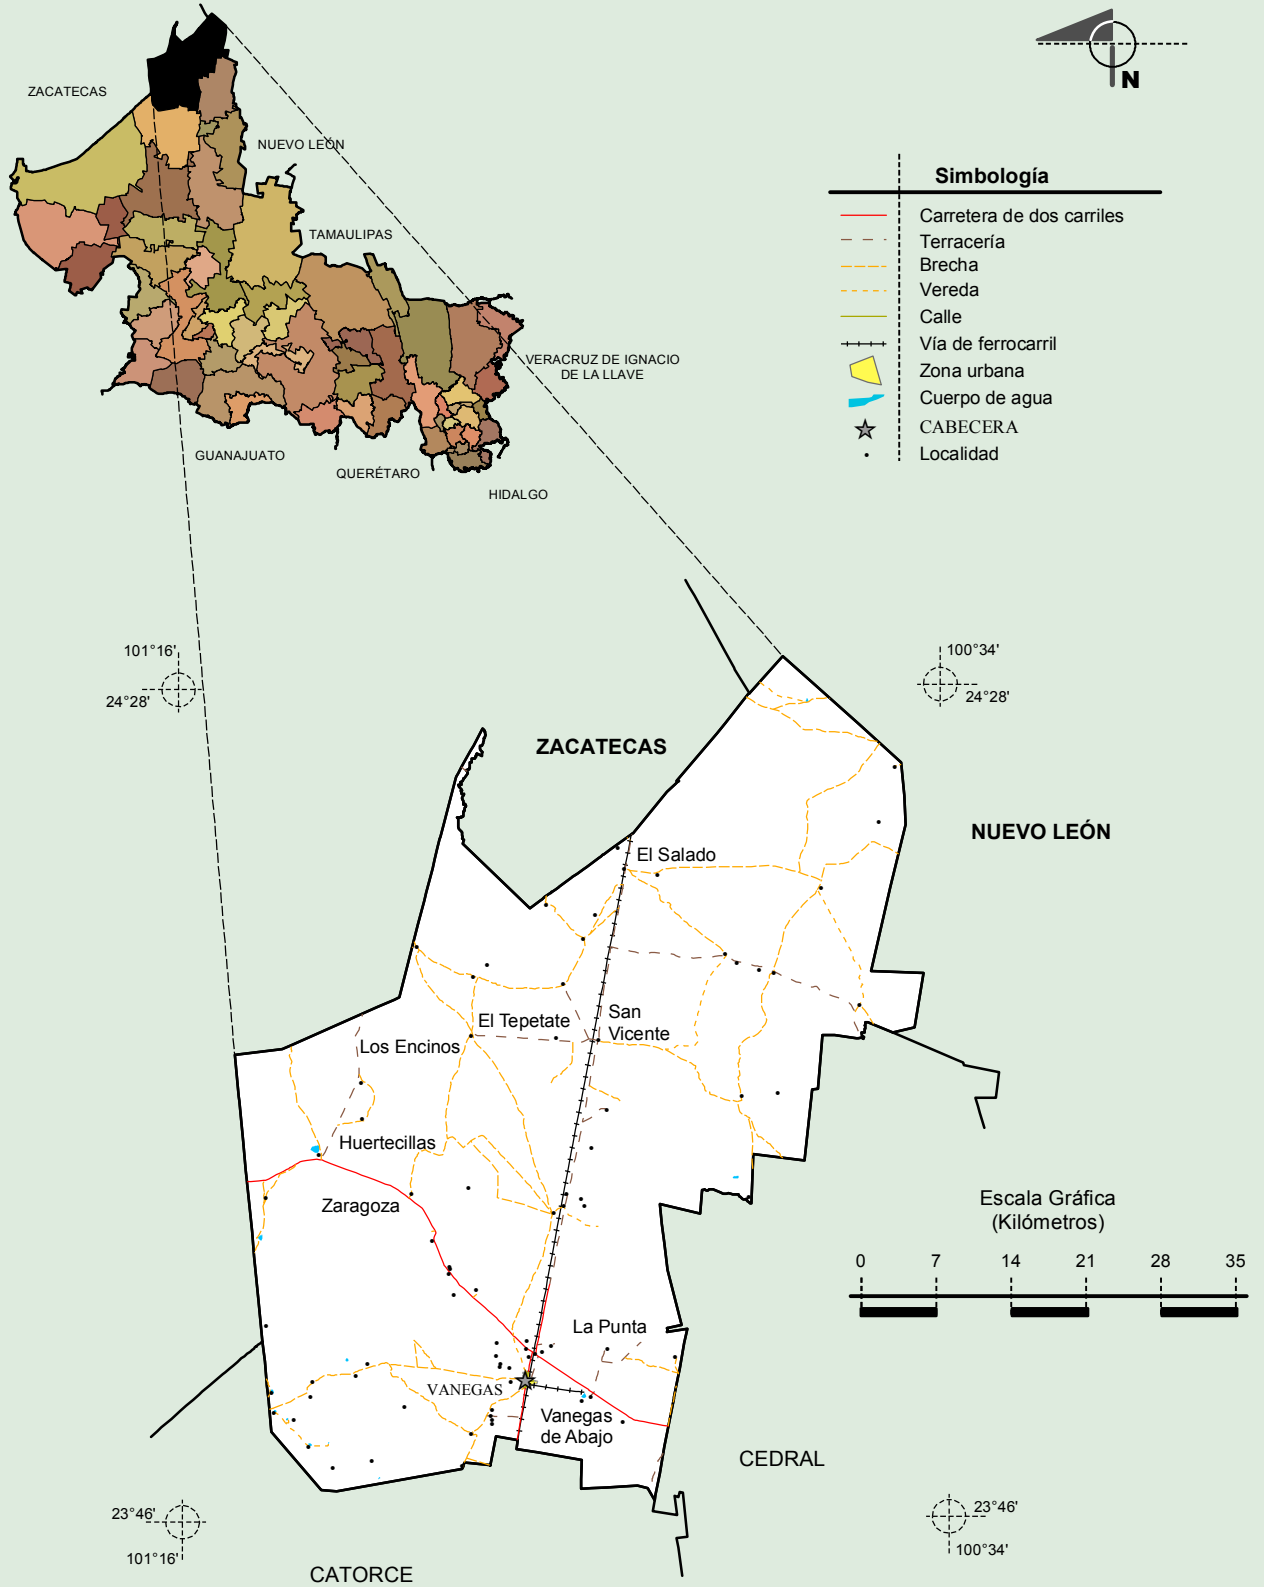 N
ZACATECAS
NUEVO LEÓN
TAMAULIPAS
VERACRUZ DE IGNACIO
DE LA LLAVE
GUANAJUATO
QUERÉTARO
HIDALGO
Simbología
Carretera de dos carriles
Terracería
Brecha
Vereda
Calle
Vía de ferrocarril
Zona urbana
Cuerpo de agua
CABECERA
Localidad
101°16'
24°28'
100°34'
24°28'
ZACATECAS
NUEVO LEÓN
El Salado
El Tepetate
San
Vicente
Los Encinos
Huertecillas
Zaragoza
La Punta
VANEGAS
Vanegas
de Abajo
CEDRAL
CATORCE
Escala Gráfica
(Kilómetros)
0 7 14 21 28 35
23°46'
101°16'
23°46'
100°34'